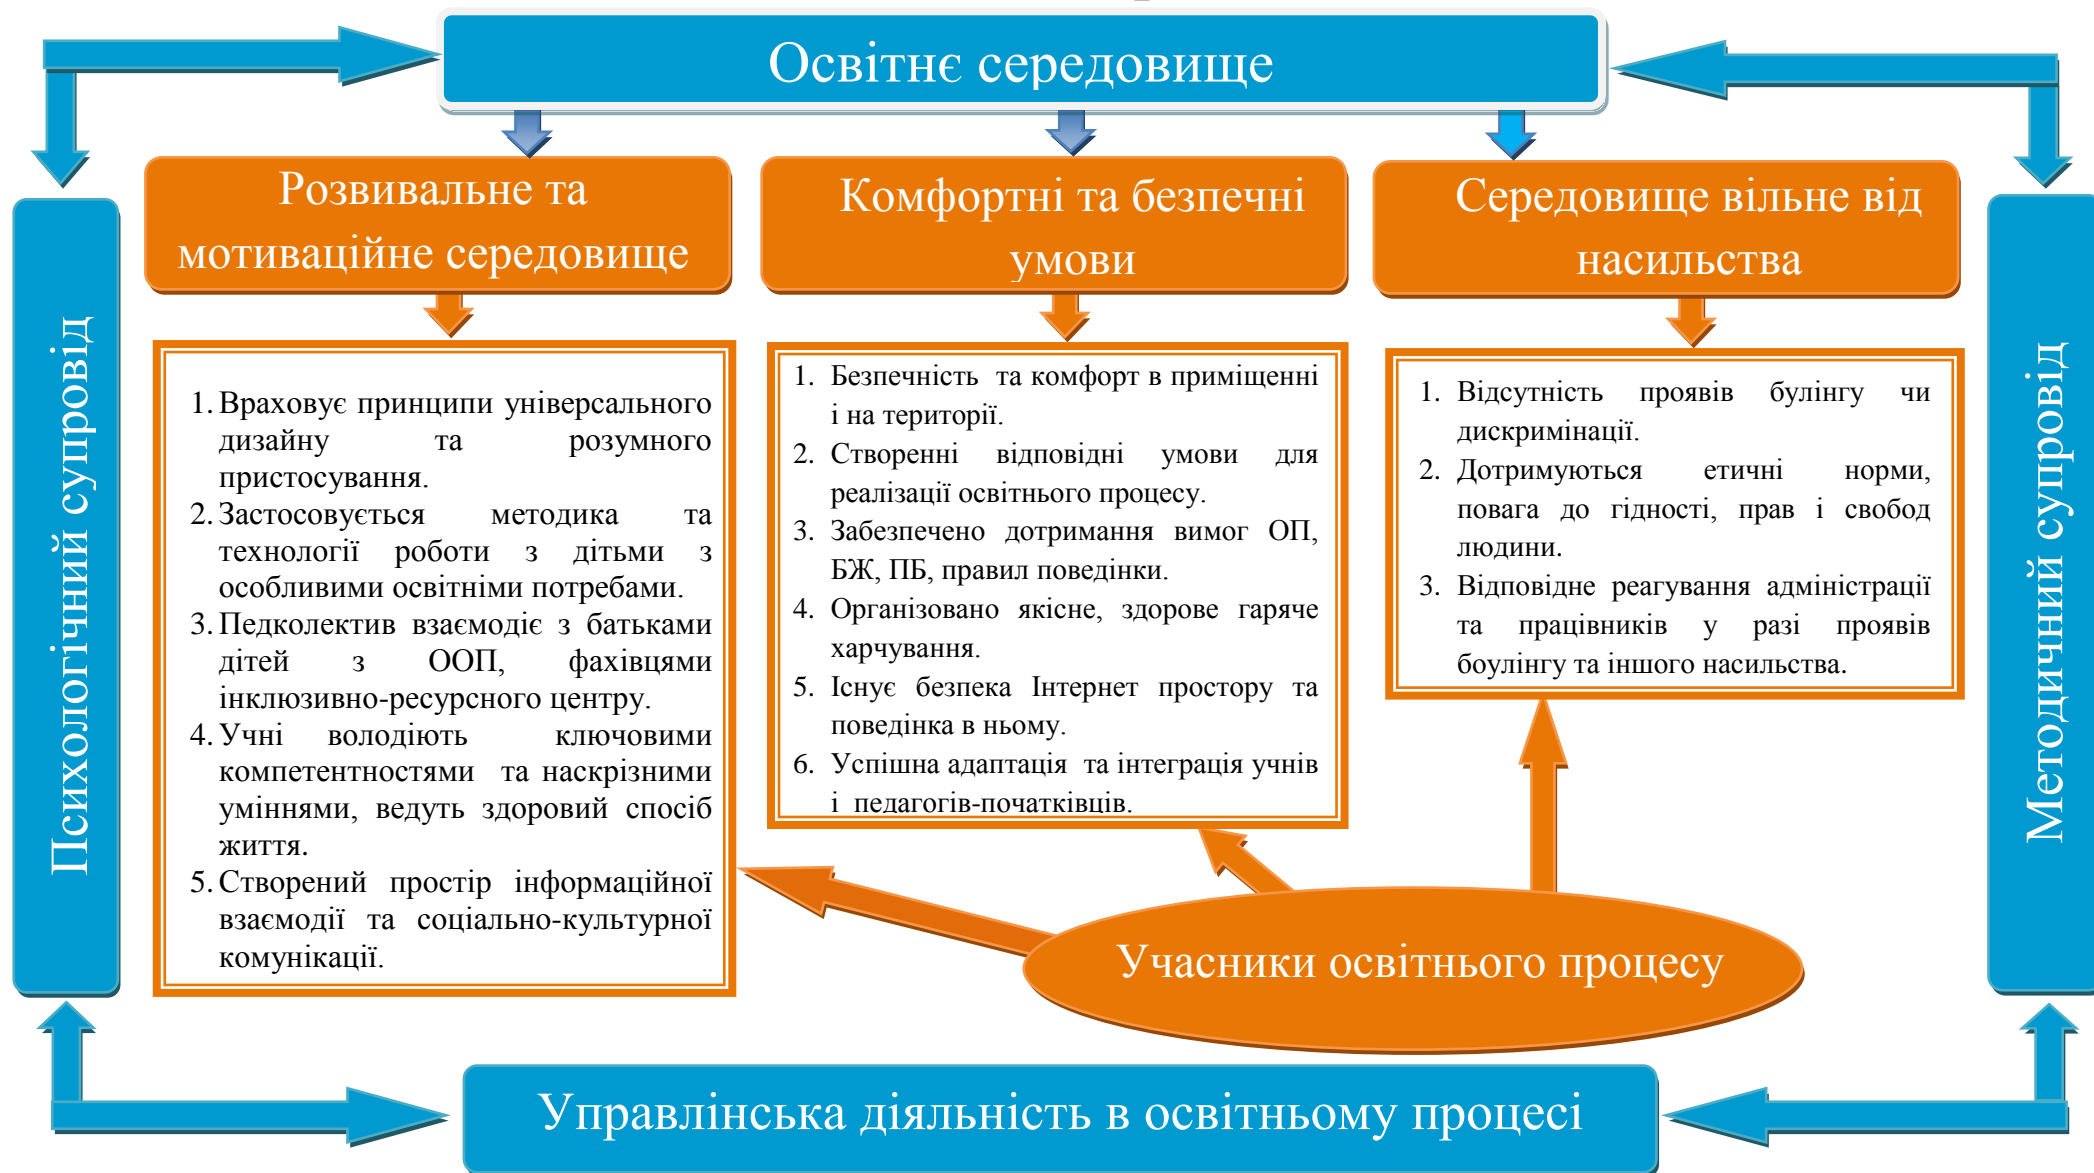 Освітнє середовище
Розвивальне та
мотиваційне середовище
Комфортні та безпечні
умови
Середовище вільне від
насильства
Психологічний супровід
1. Враховує принципи універсального
дизайну та розумного
пристосування.
2. Застосовується методика та
технології роботи з дітьми з
особливими освітніми потребами.
3. Педколектив взаємодіє з батьками
дітей з ООП, фахівцями
інклюзивно-ресурсного центру.
4. Учні володіють ключовими
компетентностями та наскрізними
уміннями, ведуть здоровий спосіб
життя.
5. Створений простір інформаційної
взаємодії та соціально-культурної
комунікації.
1. Безпечність та комфорт в приміщенні
і на території.
2. Створенні відповідні умови для
реалізації освітнього процесу.
3. Забезпечено дотримання вимог ОП,
БЖ, ПБ, правил поведінки.
4. Організовано якісне, здорове гаряче
харчування.
5. Існує безпека Інтернет простору та
поведінка в ньому.
6. Успішна адаптація та інтеграція учнів
і педагогів-початківців.
1. Відсутність проявів булінгу чи
дискримінації.
2. Дотримуються етичні норми,
повага до гідності, прав і свобод
людини.
3. Відповідне реагування адміністрації
та працівників у разі проявів
боулінгу та іншого насильства.
Методичний супровід
Учасники освітнього процесу
Управлінська діяльність в освітньому процесі